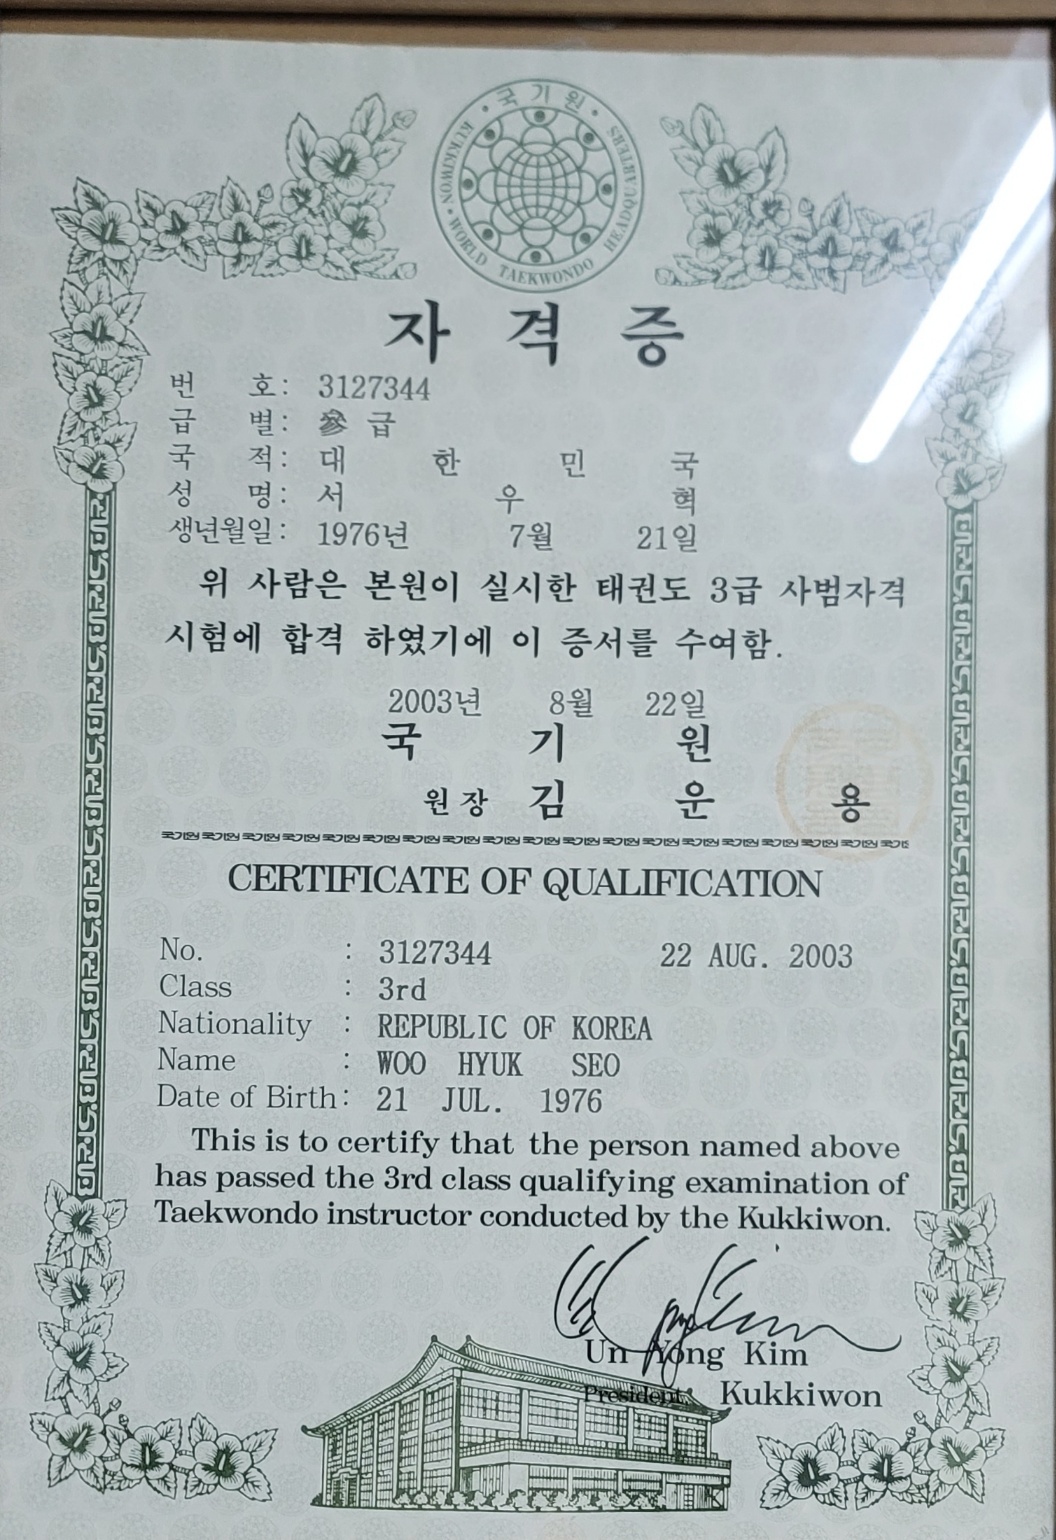 국기원
KUKKIWON · WORLD TAEKWONDO HEADQUARTERS
자격증
번 호: 3127344
급 별: 參 급
국 적: 대 한 민 국
성 명: 서 우 혁
생년월일: 1976년 7월 21일
위 사람은 본원이 실시한 태권도 3급 사범자격
시험에 합격 하였기에 이 증서를 수여함.
2003년 8월 22일
국 기 원
원장 김 운 용
CERTIFICATE OF QUALIFICATION
No. : 3127344 22 AUG. 2003
Class : 3rd
Nationality : REPUBLIC OF KOREA
Name : WOO HYUK SEO
Date of Birth: 21 JUL. 1976
This is to certify that the person named above
has passed the 3rd class qualifying examination of
Taekwondo instructor conducted by the Kukkiwon.
Un Yong Kim
President, Kukkiwon